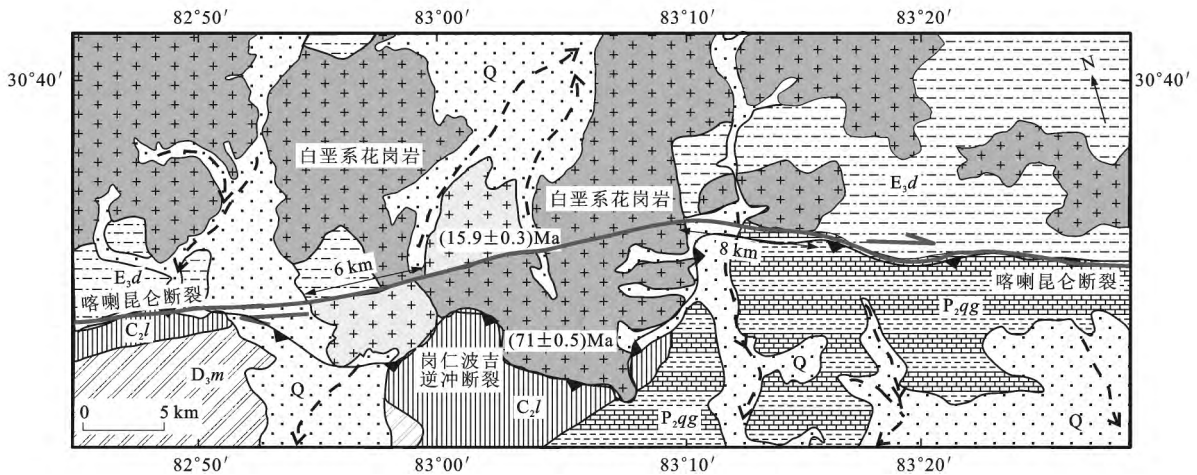 82°50′ 83°00′ 83°10′ 83°20′
30°40′ 30°40′
Q
N
白垩系花岗岩
E₃d
白垩系花岗岩
(15.9±0.3)Ma
6 km
8 km
E₃d
喀喇昆仑断裂
喀喇昆仑断裂
P₂qg
C₂l
(71±0.5)Ma
岗仁波吉
逆冲断裂
D₃m
Q
Q
C₂l
0 5 km
P₂qg
Q
82°50′ 83°00′ 83°10′ 83°20′